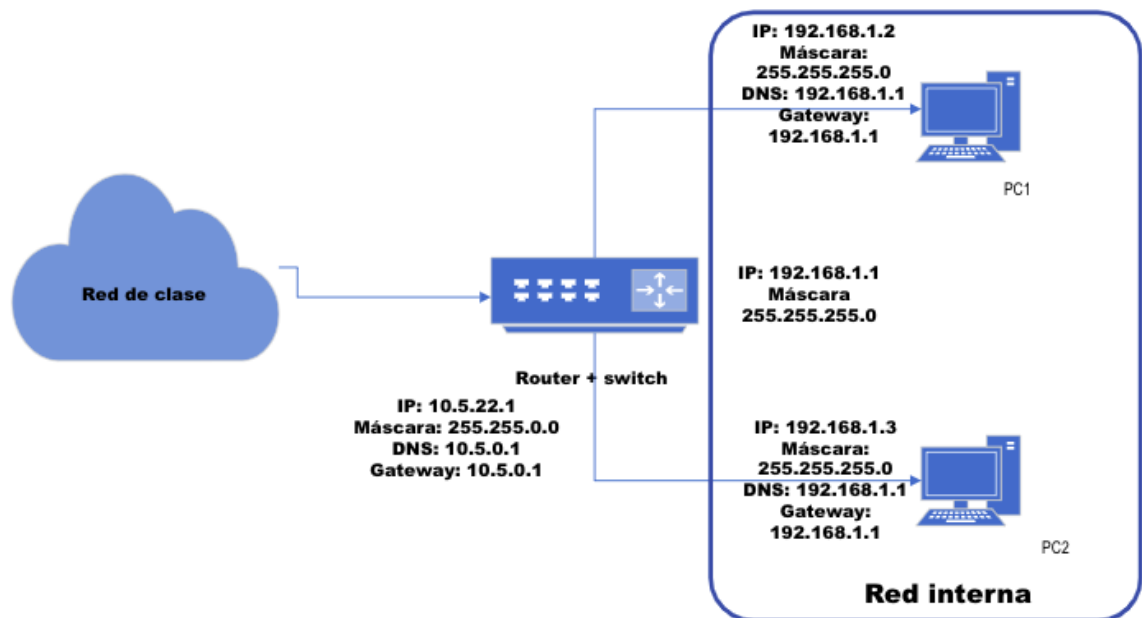 IP: 192.168.1.2
Máscara:
255.255.255.0
DNS: 192.168.1.1
Gateway:
192.168.1.1
PC1
Red de clase
IP: 192.168.1.1
Máscara
255.255.255.0
Router + switch
IP: 10.5.22.1
Máscara: 255.255.0.0
DNS: 10.5.0.1
Gateway: 10.5.0.1
IP: 192.168.1.3
Máscara:
255.255.255.0
DNS: 192.168.1.1
Gateway:
192.168.1.1
PC2
Red interna